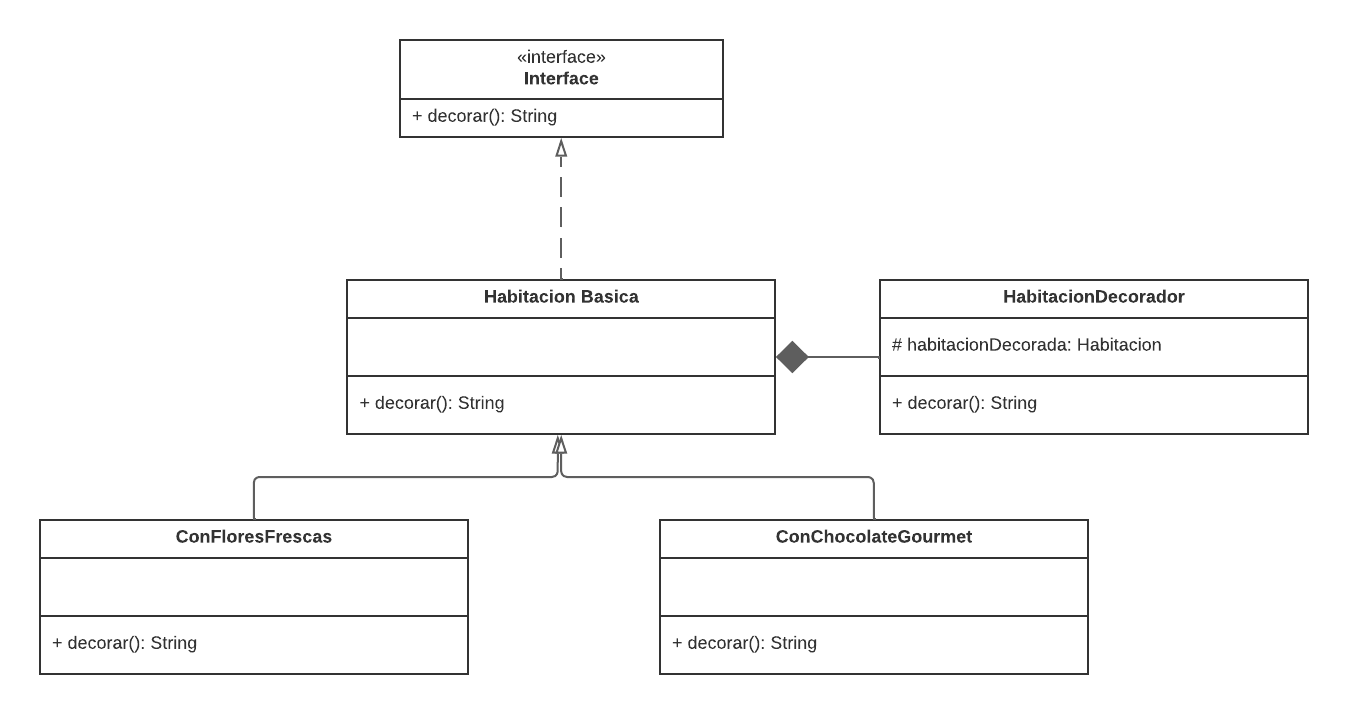 «interface»
Interface
+ decorar(): String
Habitacion Basica
+ decorar(): String
HabitacionDecorador
# habitacionDecorada: Habitacion
+ decorar(): String
ConFloresFrescas
+ decorar(): String
ConChocolateGourmet
+ decorar(): String